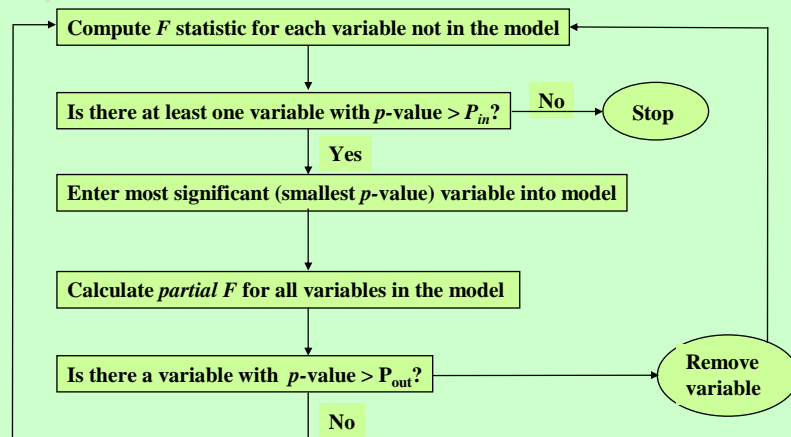 Compute F statistic for each variable not in the model
Is there at least one variable with p-value > Pin?
No
Stop
Yes
Enter most significant (smallest p-value) variable into model
Calculate partial F for all variables in the model
Is there a variable with p-value > Pout?
Remove
variable
No